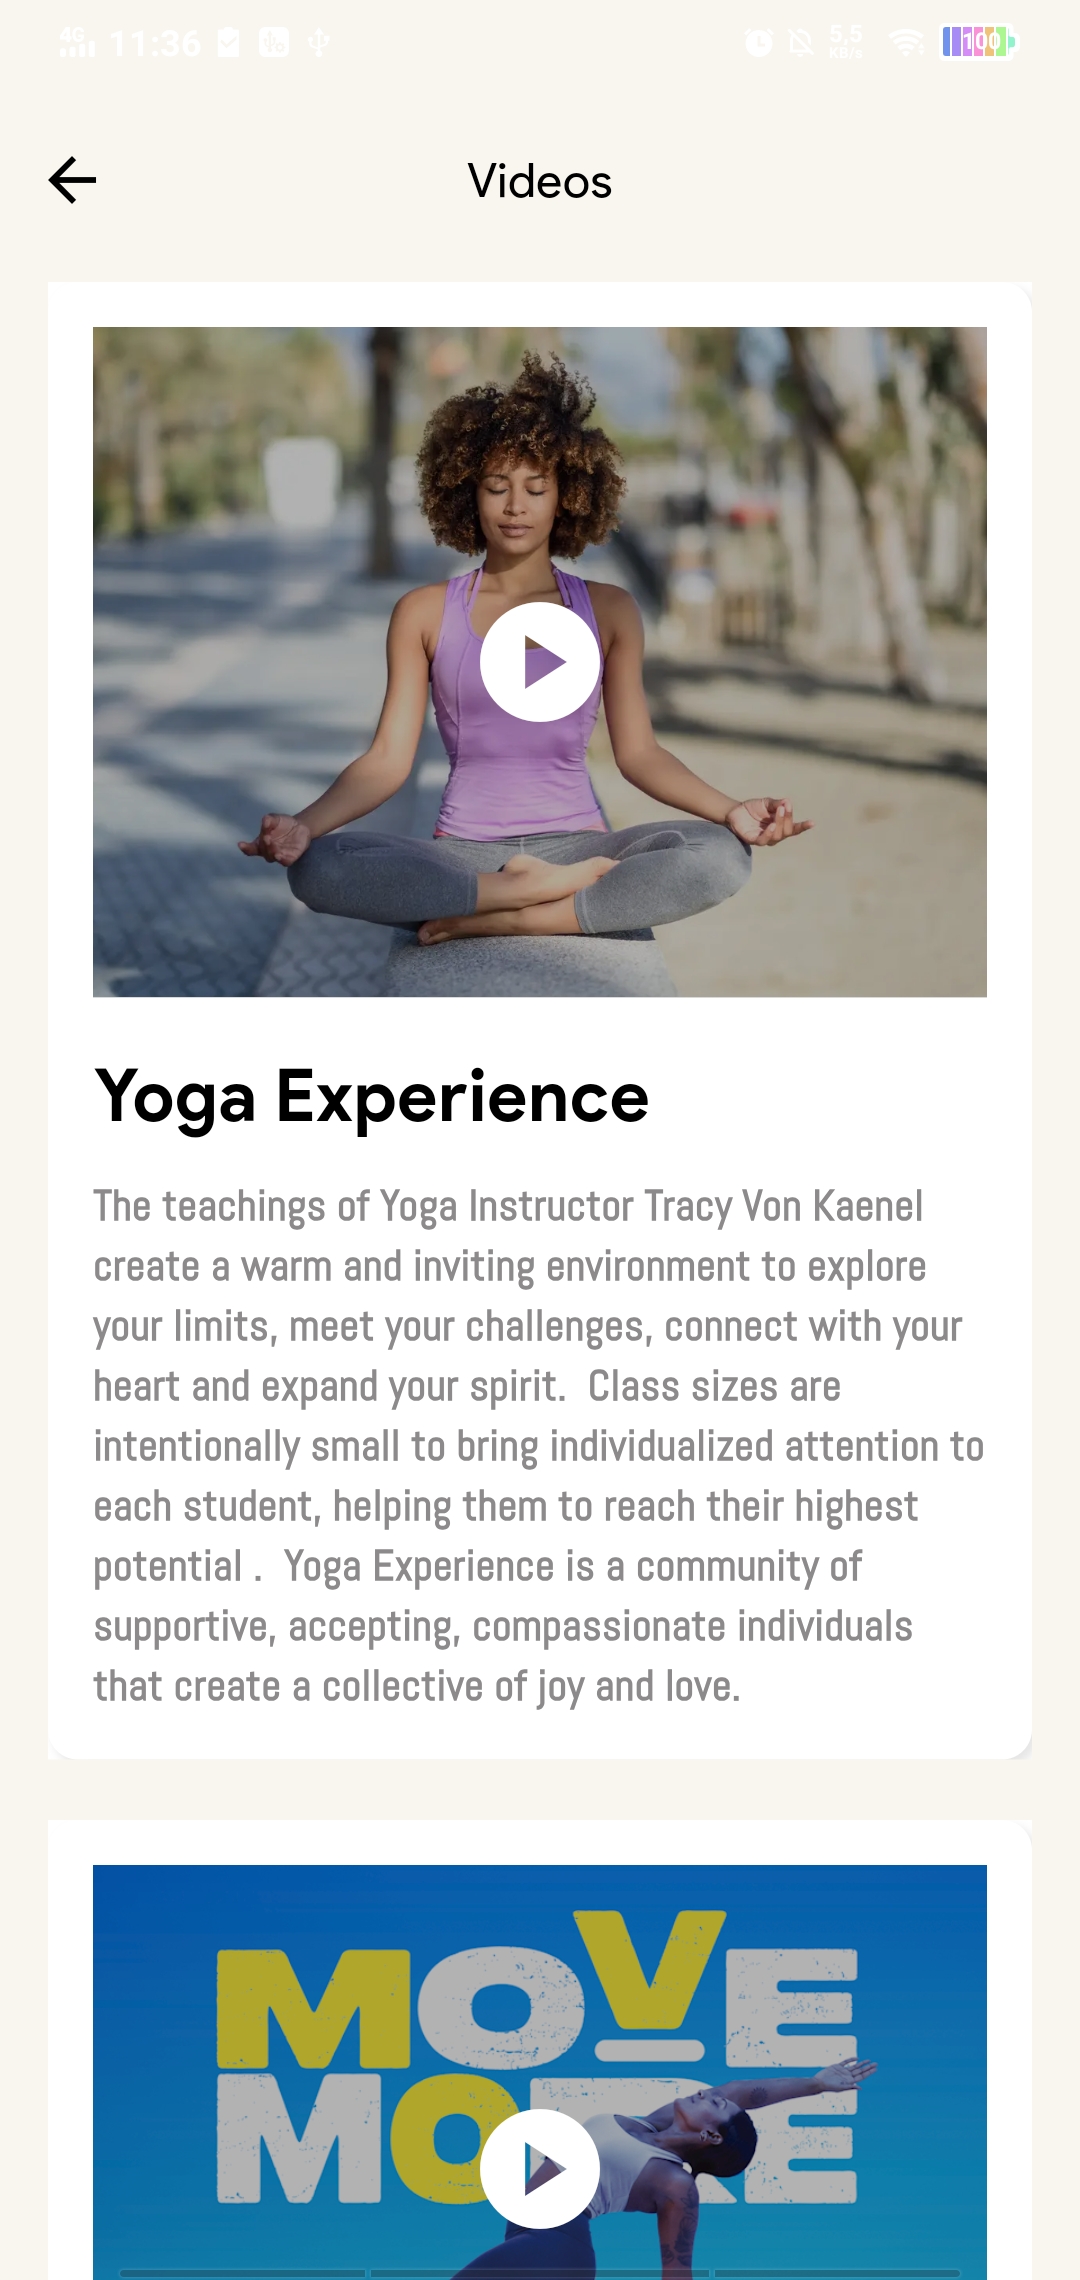 4G 11:36 5.5 KB/s 100
Videos
Yoga Experience
The teachings of Yoga Instructor Tracy Von Kaenel
create a warm and inviting environment to explore
your limits, meet your challenges, connect with your
heart and expand your spirit.  Class sizes are
intentionally small to bring individualized attention to
each student, helping them to reach their highest
potential .  Yoga Experience is a community of
supportive, accepting, compassionate individuals
that create a collective of joy and love.
MOVE
MORE